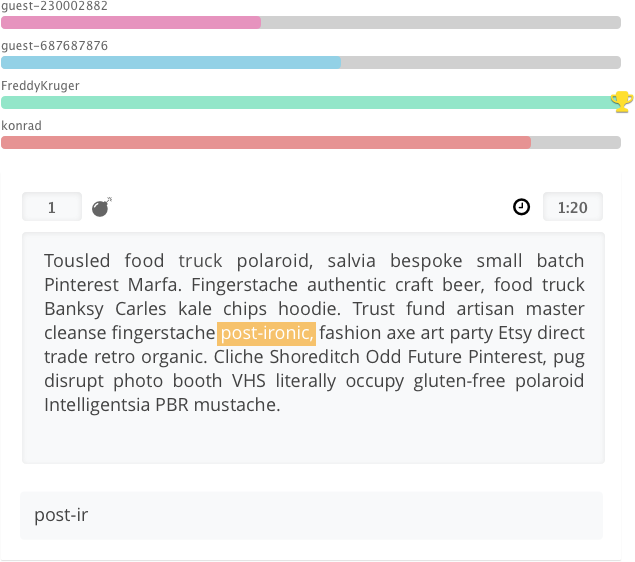 guest-230002882
guest-687687876
FreddyKruger
konrad
1
1:20
Tousled food truck polaroid, salvia bespoke small batch
Pinterest Marfa. Fingerstache authentic craft beer, food truck
Banksy Carles kale chips hoodie. Trust fund artisan master
cleanse fingerstache post-ironic, fashion axe art party Etsy direct
trade retro organic. Cliche Shoreditch Odd Future Pinterest, pug
disrupt photo booth VHS literally occupy gluten-free polaroid
Intelligentsia PBR mustache.
post-ir